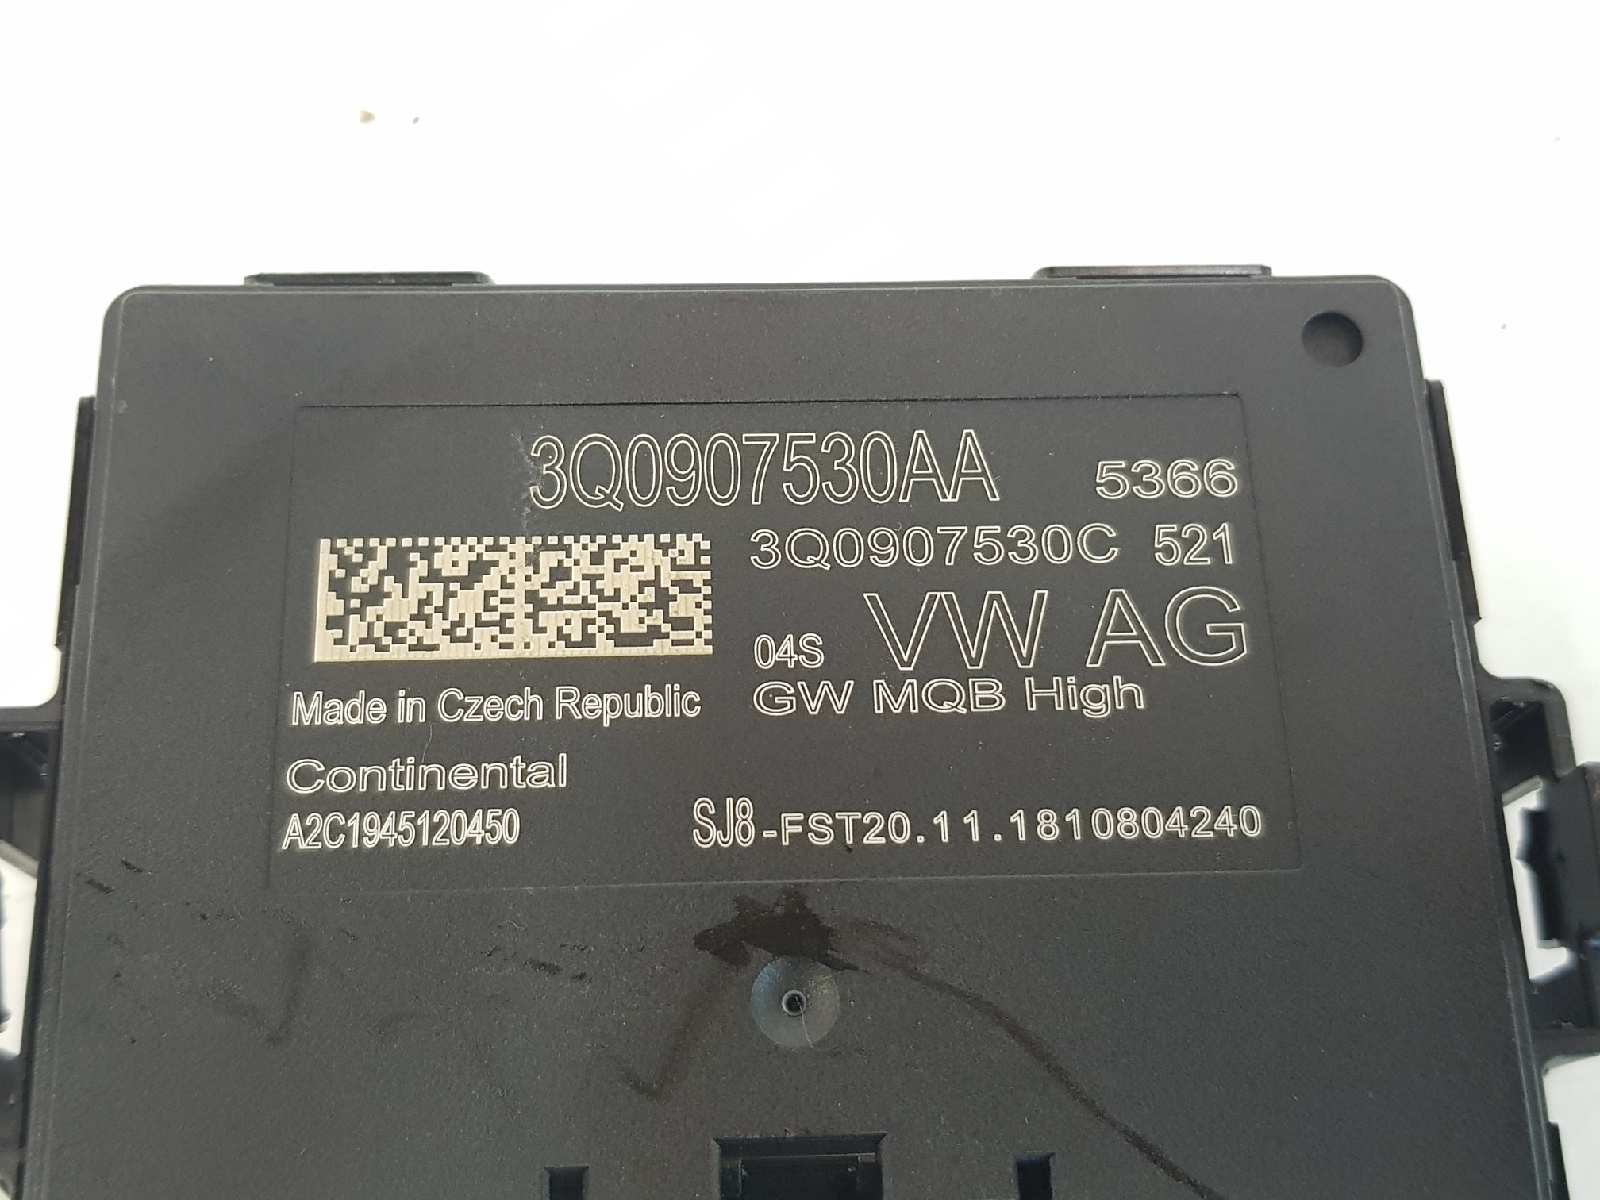 3Q0907530AA 5366
3Q0907530C 521
04S VW AG
GW MQB High
Made in Czech Republic
Continental
A2C1945120450 SJ8-FST20.11.1810804240